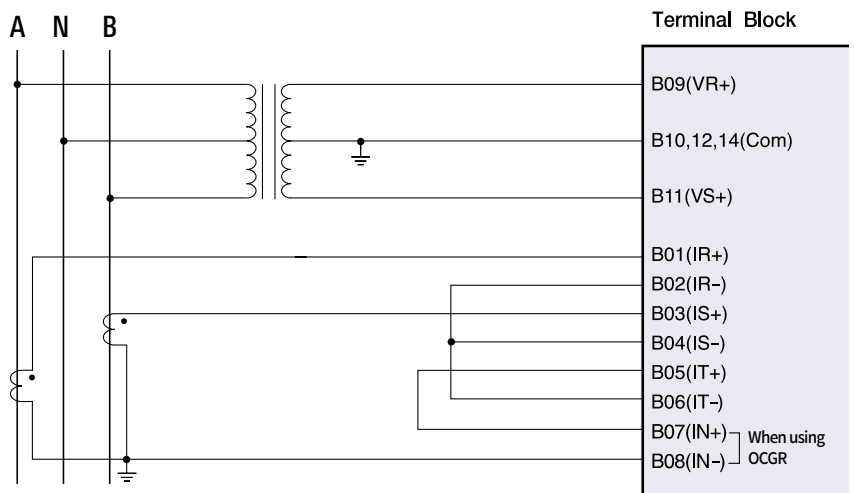 A N B
Terminal Block
B09(VR+)
B10,12,14(Com)
B11(VS+)
B01(IR+)
B02(IR-)
B03(IS+)
B04(IS-)
B05(IT+)
B06(IT-)
B07(IN+)
B08(IN-)
When using
OCGR